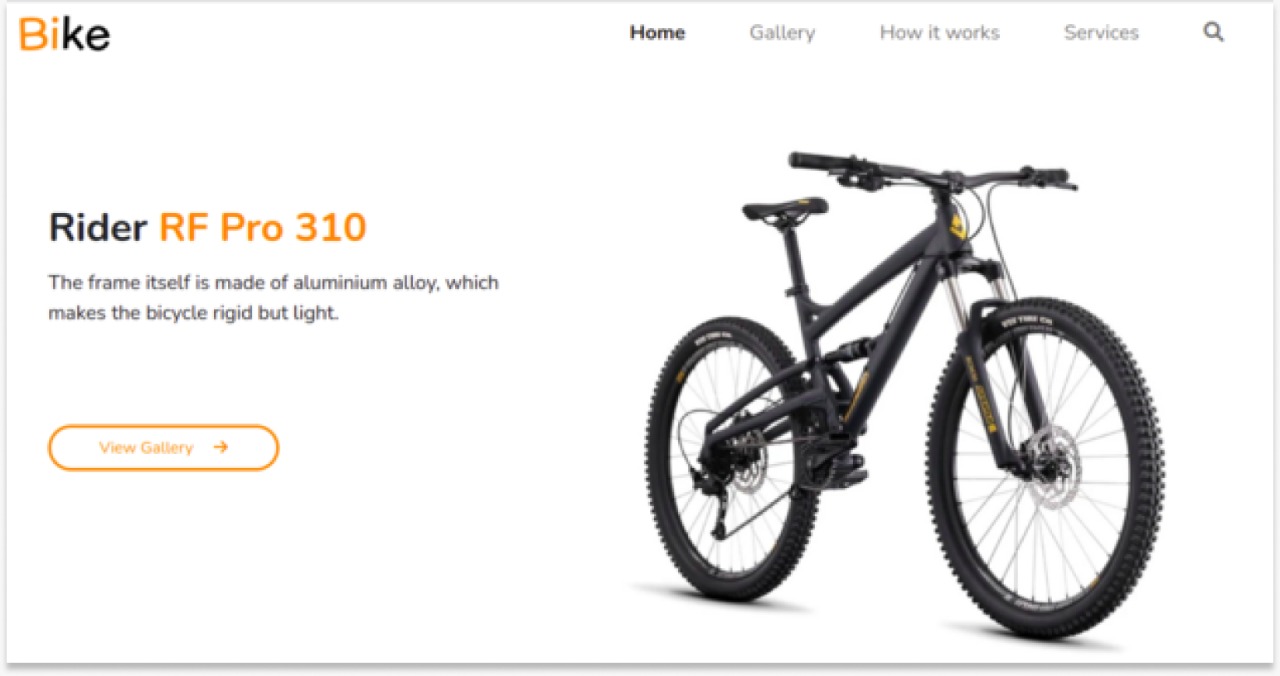 Bike
Home Gallery How it works Services
Rider RF Pro 310
The frame itself is made of aluminium alloy, which
makes the bicycle rigid but light.
View Gallery →